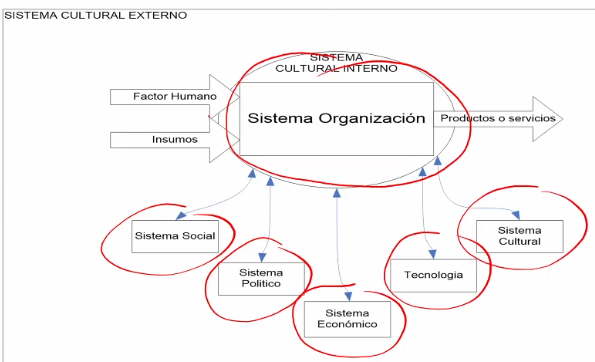 SISTEMA CULTURAL EXTERNO
SISTEMA
CULTURAL INTERNO
Factor Humano
Sistema Organización
Productos o servicios
Insumos
Sistema Social
Sistema
Cultural
Sistema
Politico
Tecnologia
Sistema
Económico